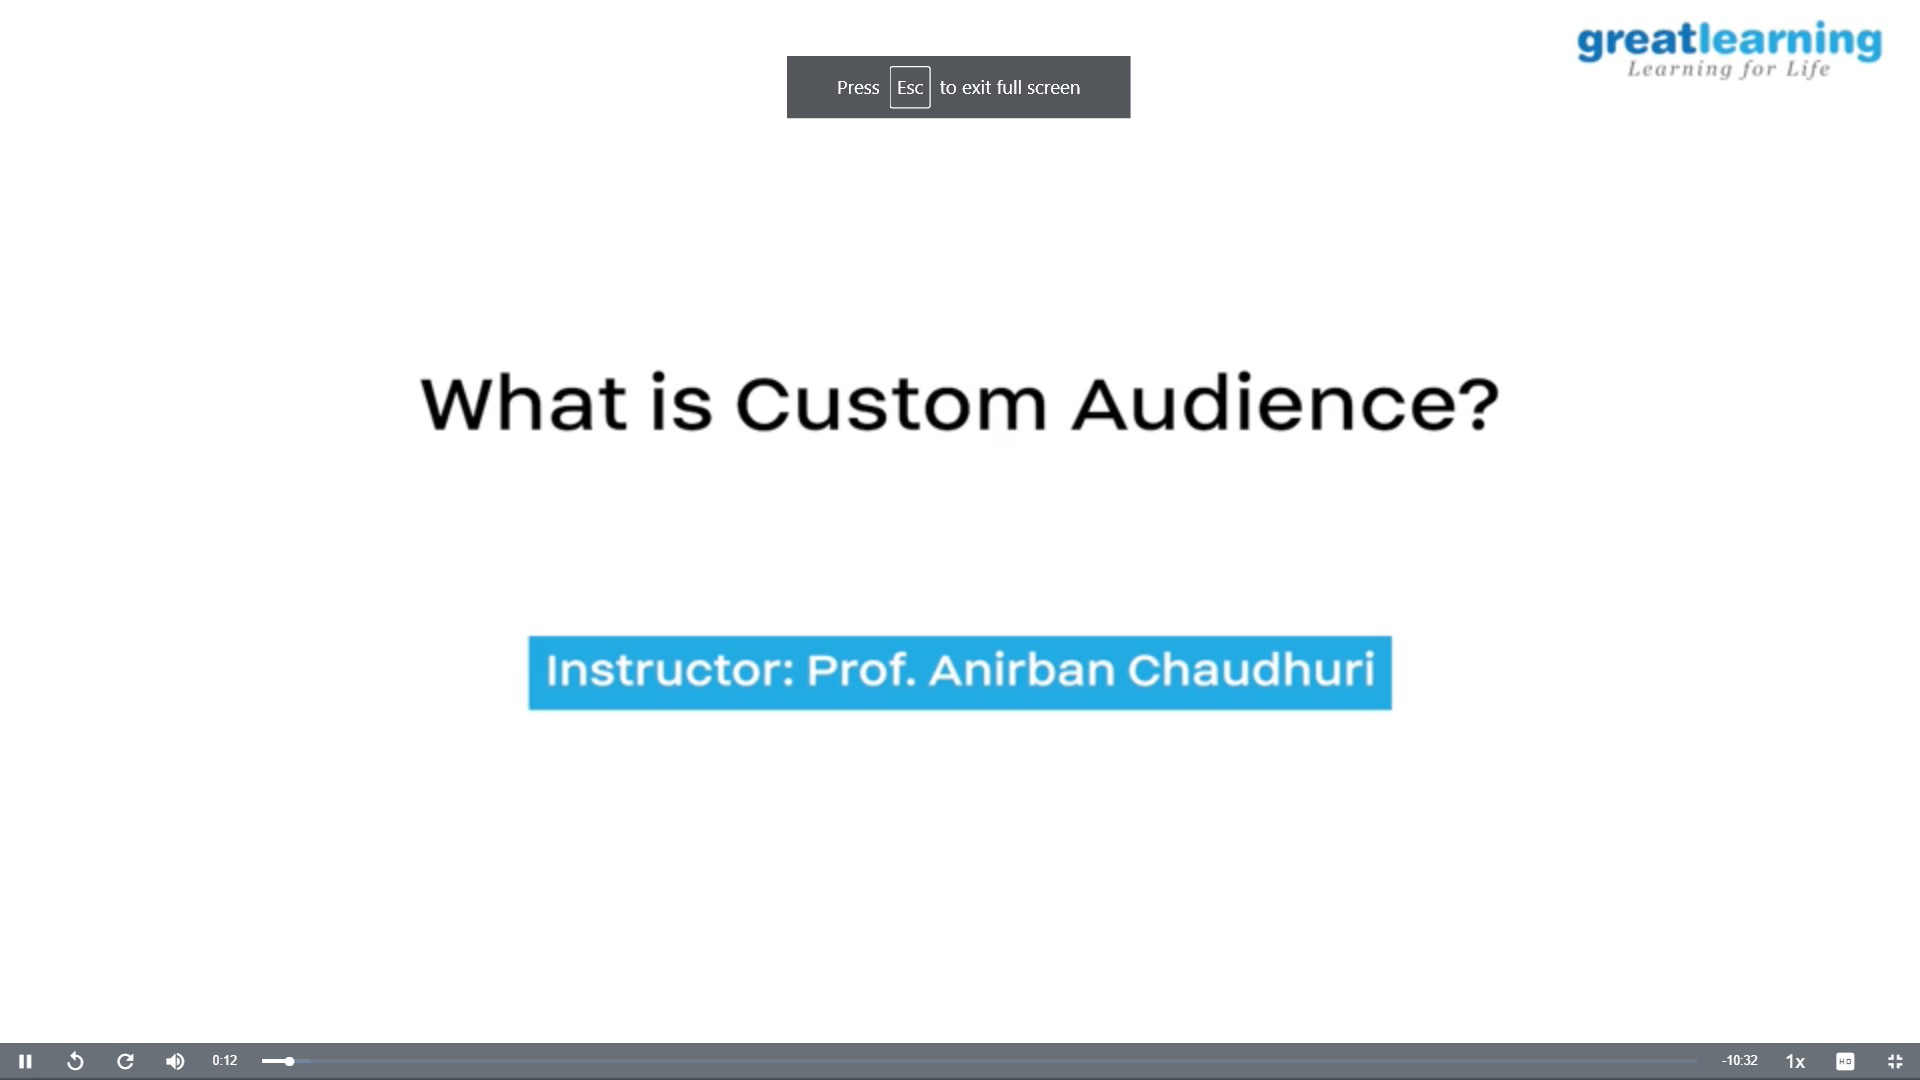 greatlearning
Learning for Life
Press Esc to exit full screen
What is Custom Audience?
Instructor: Prof. Anirban Chaudhuri
0:12
-10:32
1x
HD